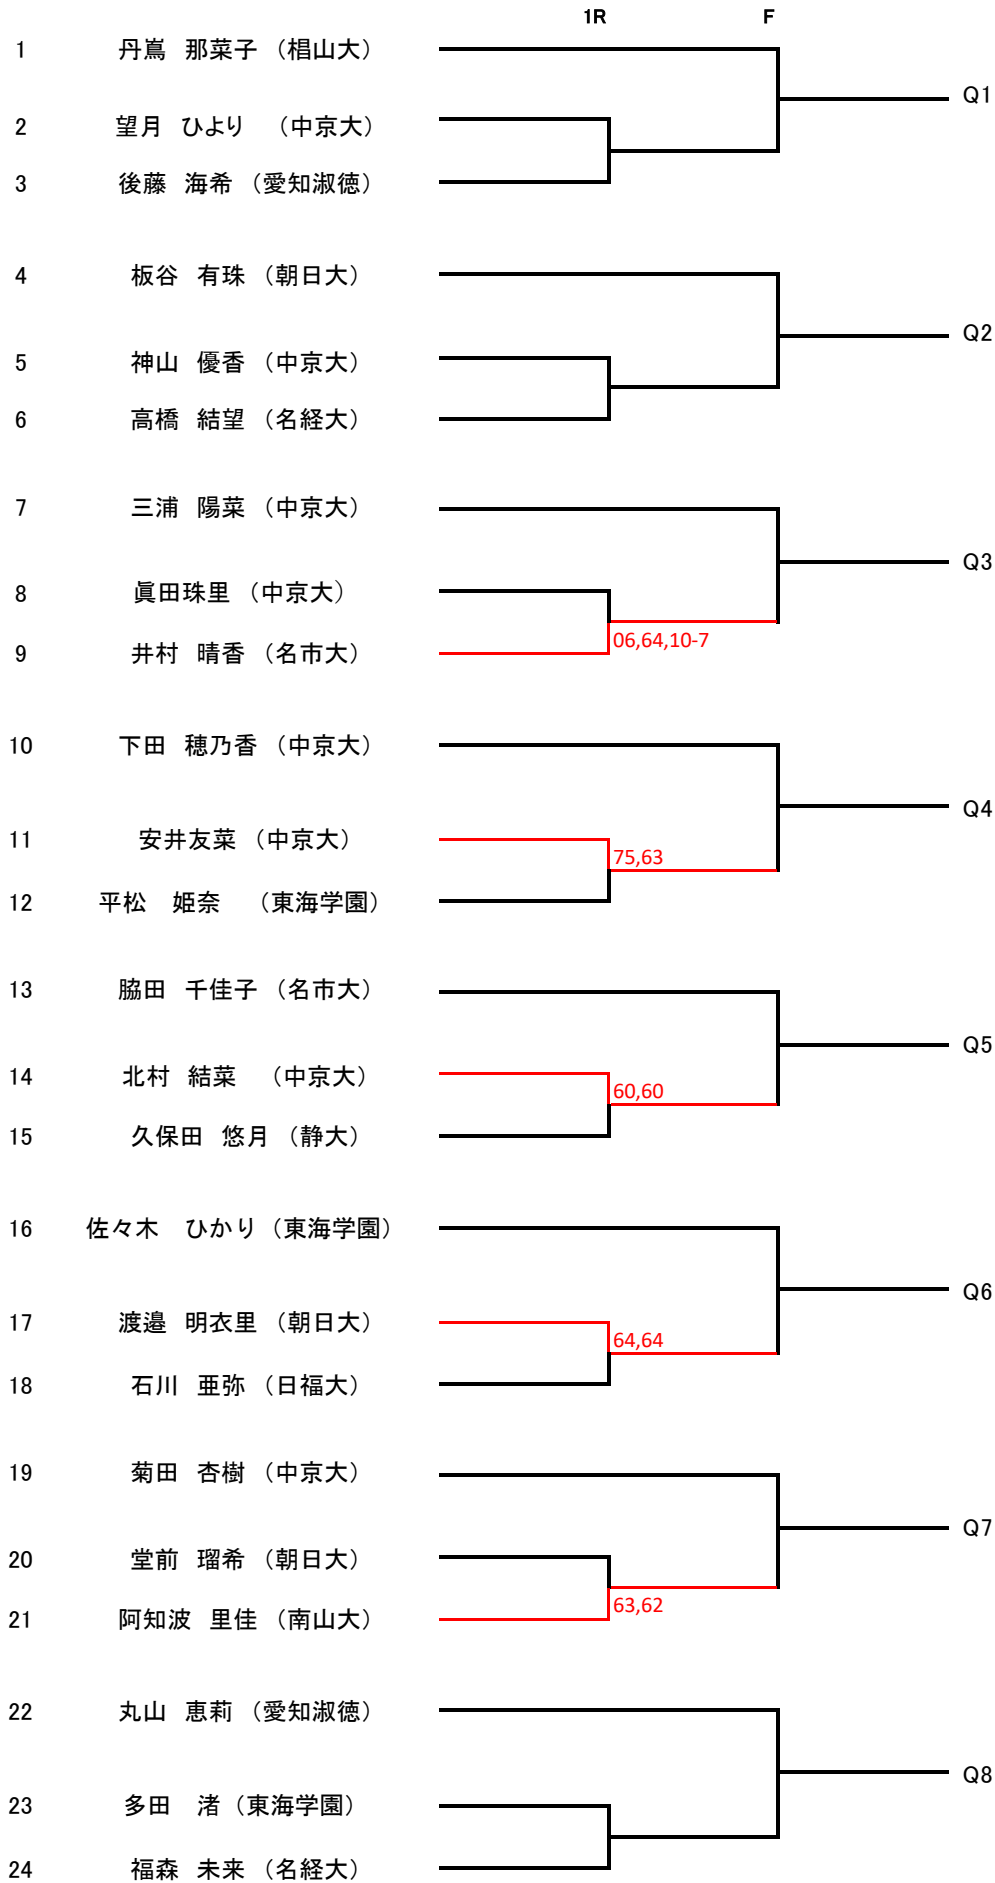 1R F
1 丹嶌 那菜子 （椙山大）
Q1
2 望月 ひより （中京大）
3 後藤 海希 （愛知淑徳）
4 板谷 有珠 （朝日大）
Q2
5 神山 優香 （中京大）
6 高橋 結望 （名経大）
7 三浦 陽菜 （中京大）
Q3
8 眞田珠里 （中京大）
06,64,10-7
9 井村 晴香 （名市大）
10 下田 穂乃香 （中京大）
Q4
11 安井友菜 （中京大）
75,63
12 平松 姫奈 （東海学園）
13 脇田 千佳子 （名市大）
Q5
14 北村 結菜 （中京大）
60,60
15 久保田 悠月 （静大）
16 佐々木 ひかり （東海学園）
Q6
17 渡邉 明衣里 （朝日大）
64,64
18 石川 亜弥 （日福大）
19 菊田 杏樹 （中京大）
Q7
20 堂前 瑠希 （朝日大）
63,62
21 阿知波 里佳 （南山大）
22 丸山 恵莉 （愛知淑徳）
Q8
23 多田 渚 （東海学園）
24 福森 未来 （名経大）